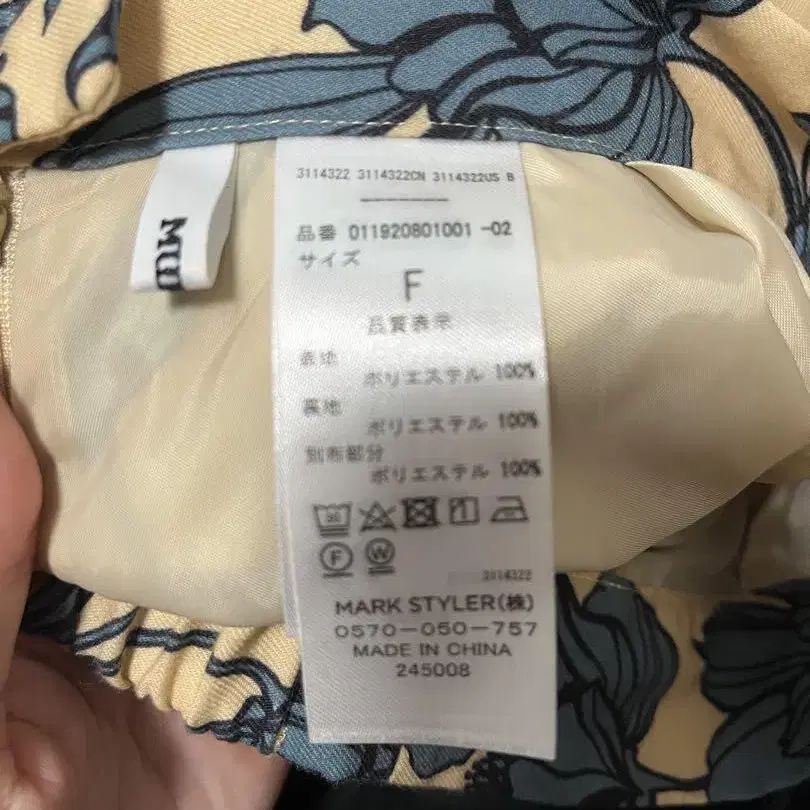 3114322 3114322CN 3114322US B
-------
品番 011920801001 -02
サイズ
F
品質表示
表地
ポリエステル 100%
裏地
ポリエステル 100%
別布部分
ポリエステル 100%
F W
3114322
MARK STYLER(株)
0570-050-757
MADE IN CHINA
245008